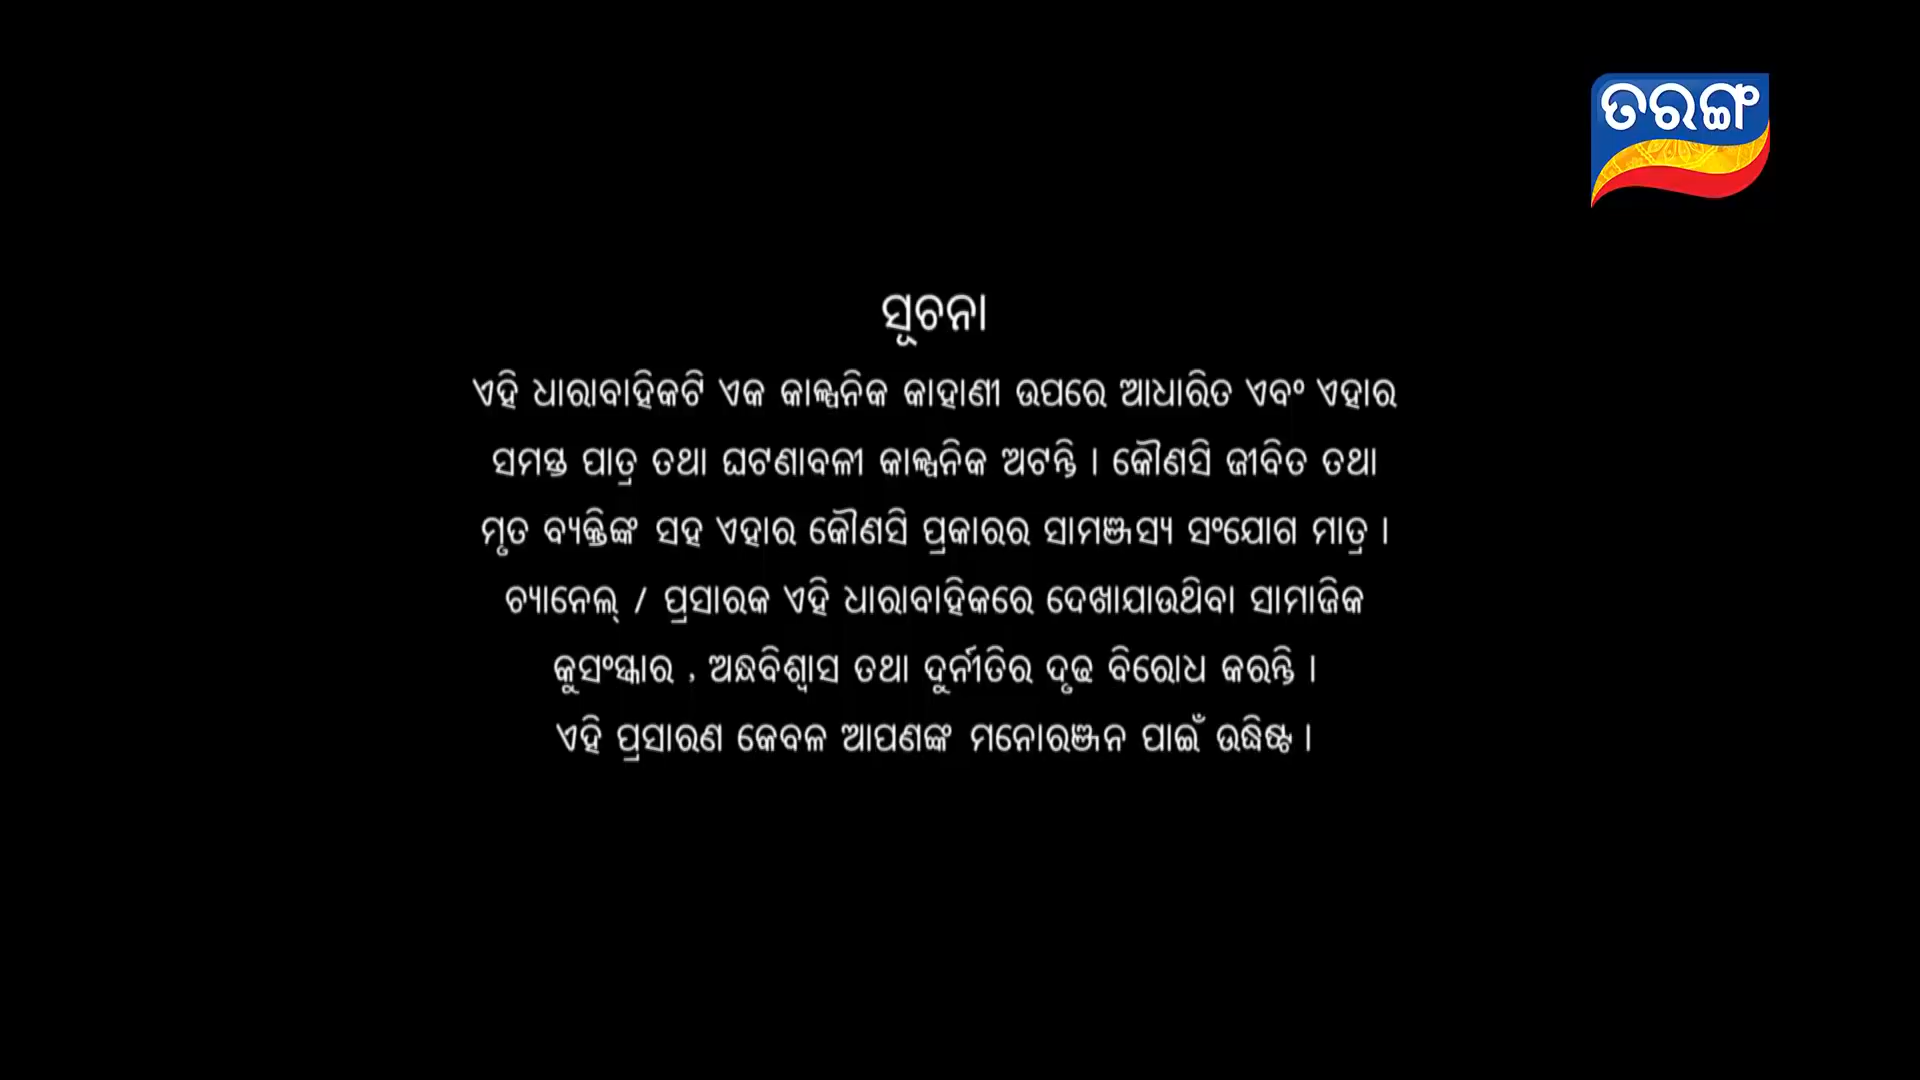 ତରଙ୍ଗ
ସୂଚନା
ଏହି ଧାରାବାହିକଟି ଏକ କାଳ୍ପନିକ କାହାଣୀ ଉପରେ ଆଧାରିତ ଏବଂ ଏହାର
ସମସ୍ତ ପାତ୍ର ତଥା ଘଟଣାବଳୀ କାଳ୍ପନିକ ଅଟନ୍ତି । କୌଣସି ଜୀବିତ ତଥା
ମୃତ ବ୍ୟକ୍ତିଙ୍କ ସହ ଏହାର କୌଣସି ପ୍ରକାରର ସାମଞ୍ଜସ୍ୟ ସଂଯୋଗ ମାତ୍ର ।
ଚ୍ୟାନେଲ୍ / ପ୍ରସାରକ ଏହି ଧାରାବାହିକରେ ଦେଖାଯାଉଥିବା ସାମାଜିକ
କୁସଂସ୍କାର , ଅନ୍ଧବିଶ୍ୱାସ ତଥା ଦୁର୍ନୀତିର ଦୃଢ ବିରୋଧ କରନ୍ତି ।
ଏହି ପ୍ରସାରଣ କେବଳ ଆପଣଙ୍କ ମନୋରଞ୍ଜନ ପାଇଁ ଉଦ୍ଧିଷ୍ଟ ।